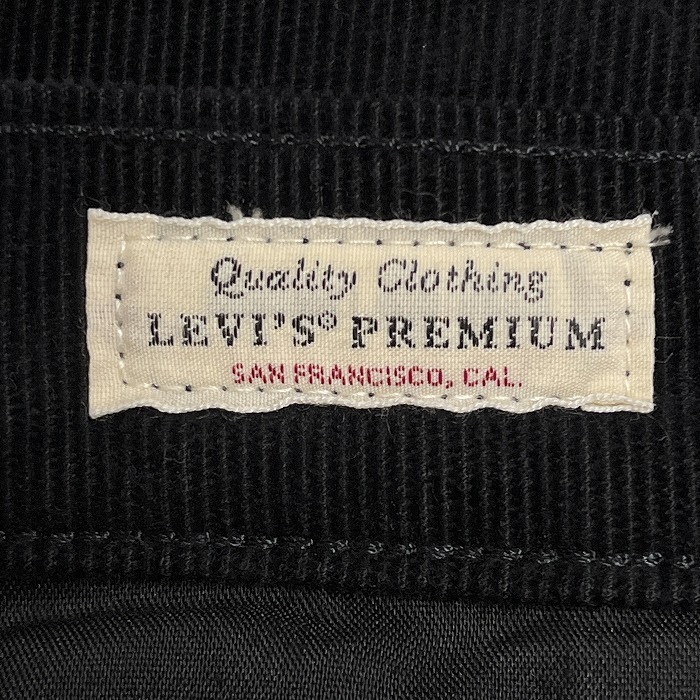 Quality Clothing
LEVI'S® PREMIUM
SAN FRANCISCO, CAL.